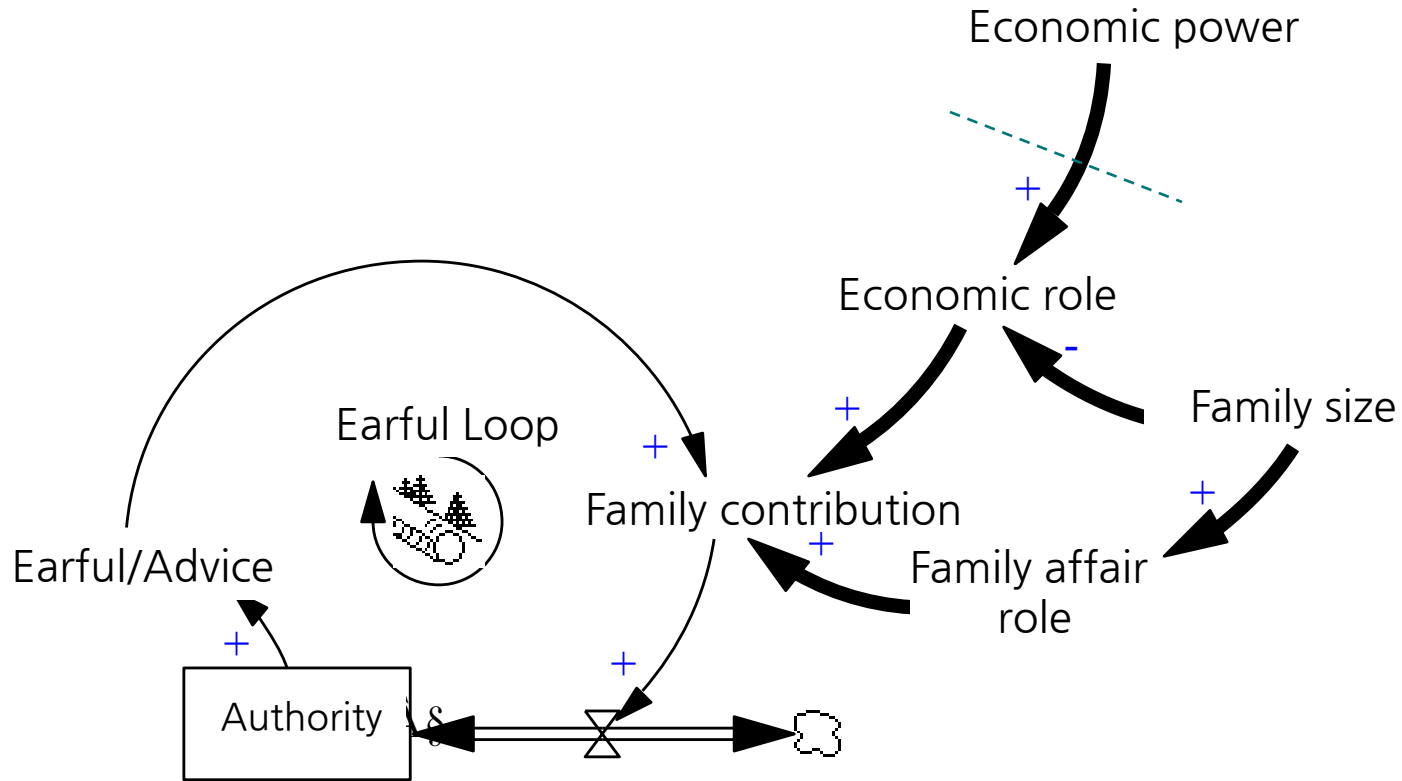 Economic power
+
Economic role
-
+
Family size
Earful Loop
+
+
Family contribution
+
Earful/Advice
Family affair
role
+
+
Authority
&